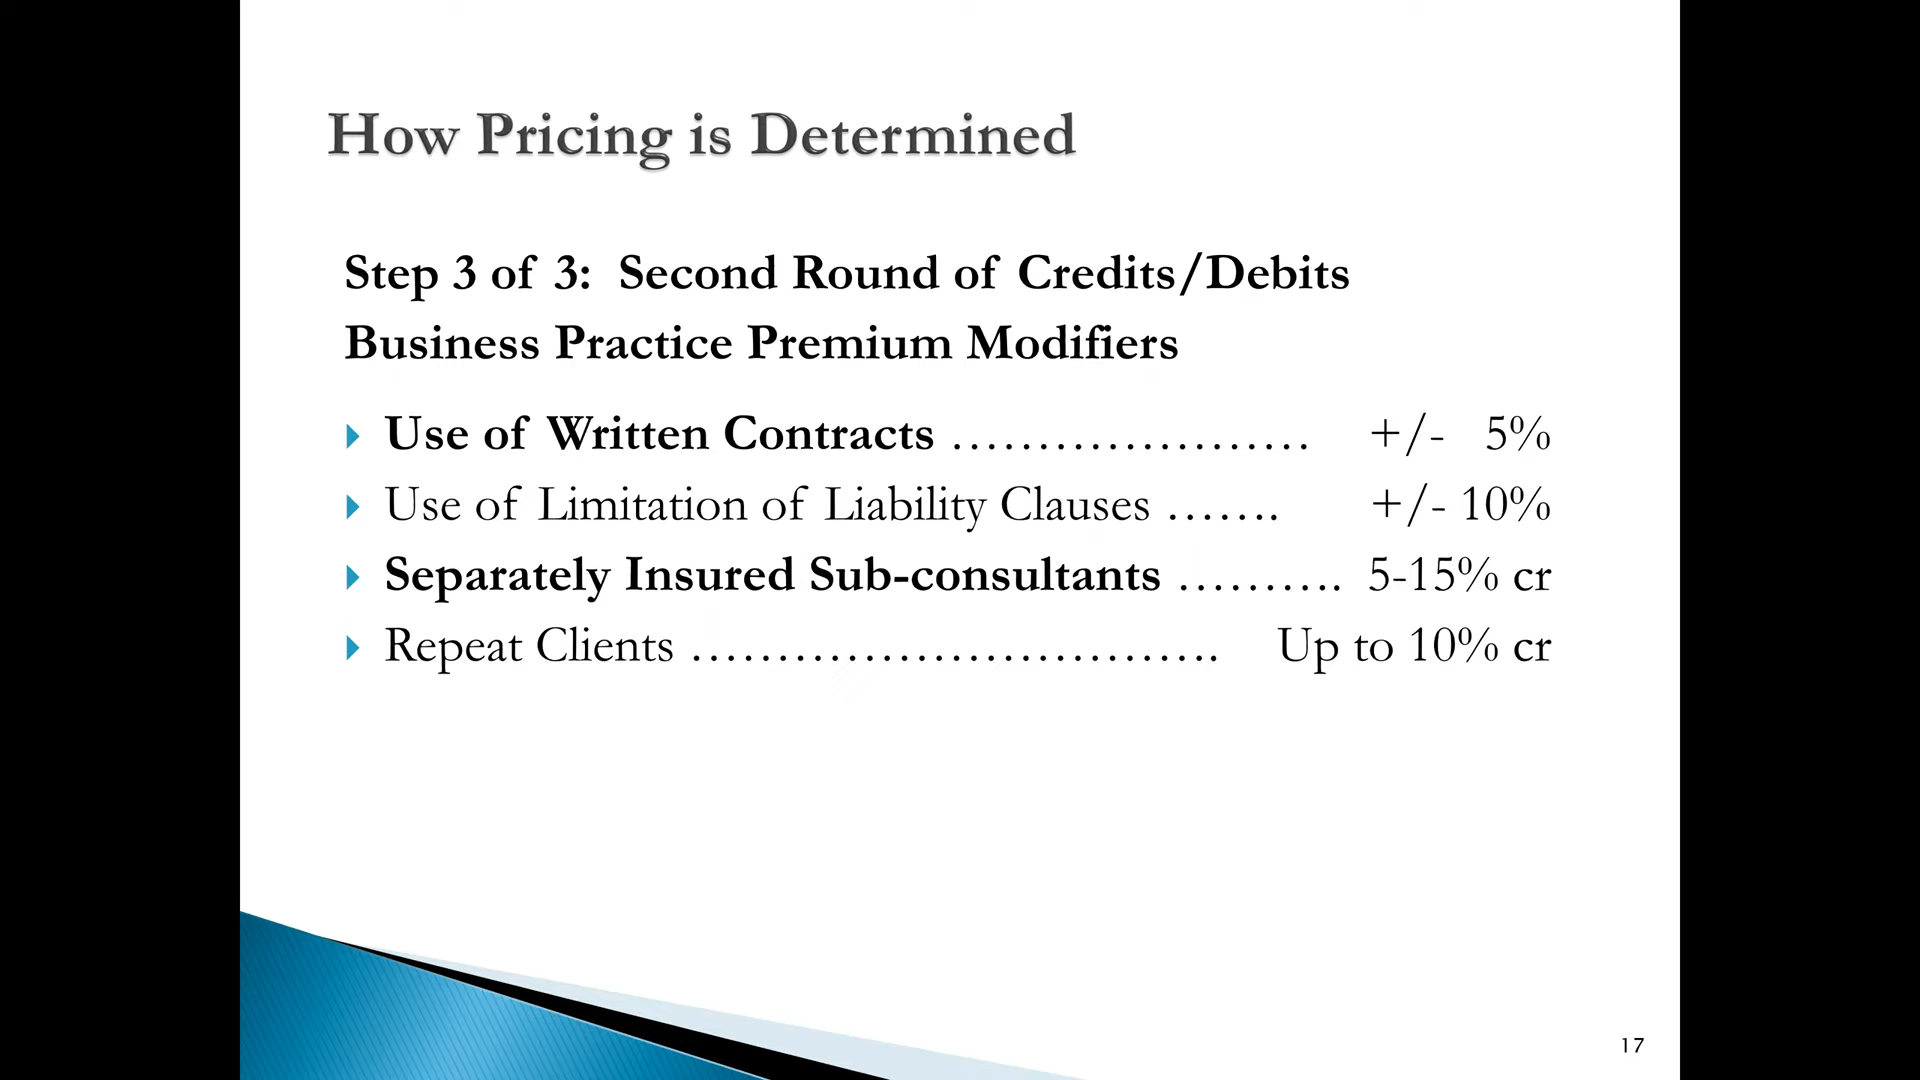 How Pricing is Determined
Step 3 of 3: Second Round of Credits/Debits
Business Practice Premium Modifiers
Use of Written Contracts ………………… +/- 5%
Use of Limitation of Liability Clauses ……. +/- 10%
Separately Insured Sub-consultants ………. 5-15% cr
Repeat Clients …………………………. Up to 10% cr
17